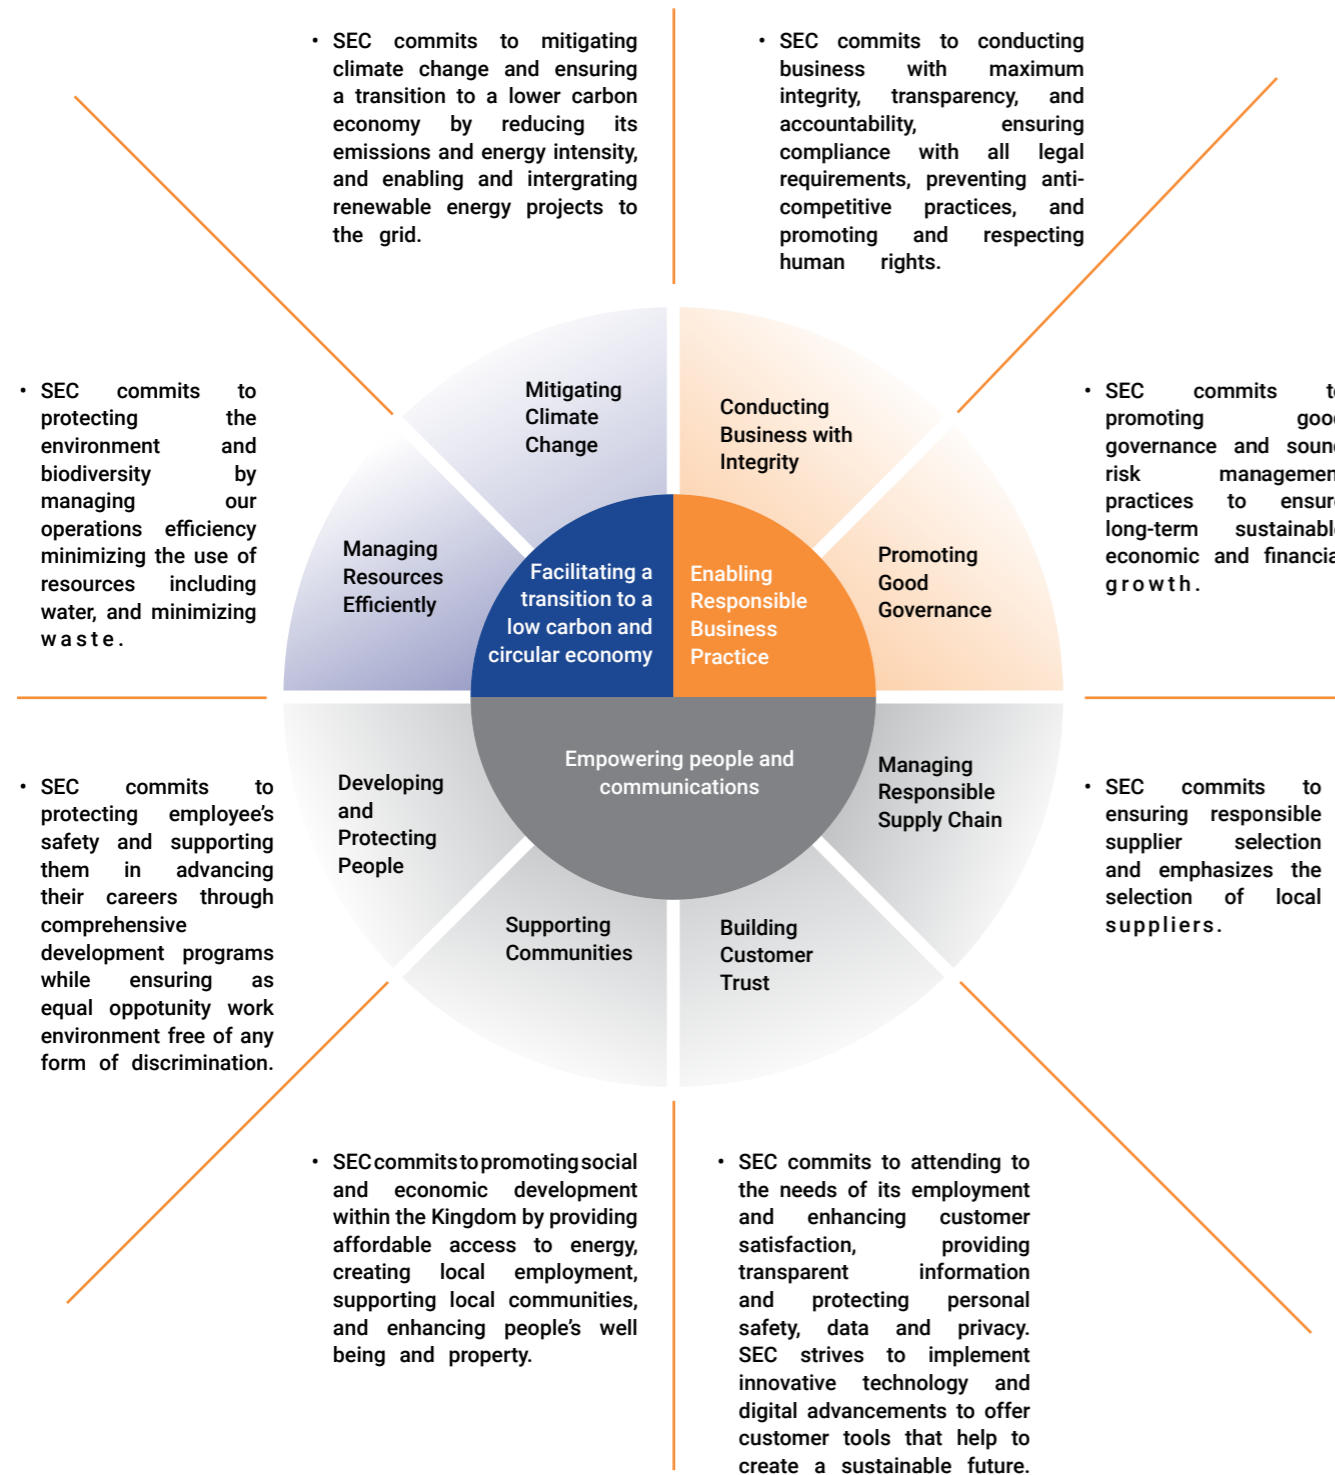 • SEC commits to mitigating
climate change and ensuring
a transition to a lower carbon
economy by reducing its
emissions and energy intensity,
and enabling and intergrating
renewable energy projects to
the grid.
• SEC commits to conducting
business with maximum
integrity, transparency, and
accountability, ensuring
compliance with all legal
requirements, preventing anti-
competitive practices, and
promoting and respecting
human rights.
• SEC commits to
protecting the
environment and
biodiversity by
managing our
operations efficiency
minimizing the use of
resources including
water, and minimizing
waste.
Mitigating
Climate
Change
Conducting
Business with
Integrity
• SEC commits
promoting
governance and
risk
practices to
long-term
economic and
growth.
Managing
Resources
Efficiently
Facilitating a
transition to a
low carbon and
circular economy
Enabling
Responsible
Business
Practice
Promoting
Good
Governance
• SEC commits to
protecting employee's
safety and supporting
them in advancing
their careers through
comprehensive
development programs
while ensuring as
equal oppotunity work
environment free of any
form of discrimination.
Developing
and
Protecting
People
Empowering people and
communications
Managing
Responsible
Supply Chain
• SEC commits to
ensuring responsible
supplier selection
and emphasizes the
selection of local
suppliers.
Supporting
Communities
Building
Customer
Trust
• SEC commits to promoting social
and economic development
within the Kingdom by providing
affordable access to energy,
creating local employment,
supporting local communities,
and enhancing people's well
being and property.
• SEC commits to attending to
the needs of its employment
and enhancing customer
satisfaction, providing
transparent information
and protecting personal
safety, data and privacy.
SEC strives to implement
innovative technology and
digital advancements to offer
customer tools that help to
create a sustainable future.